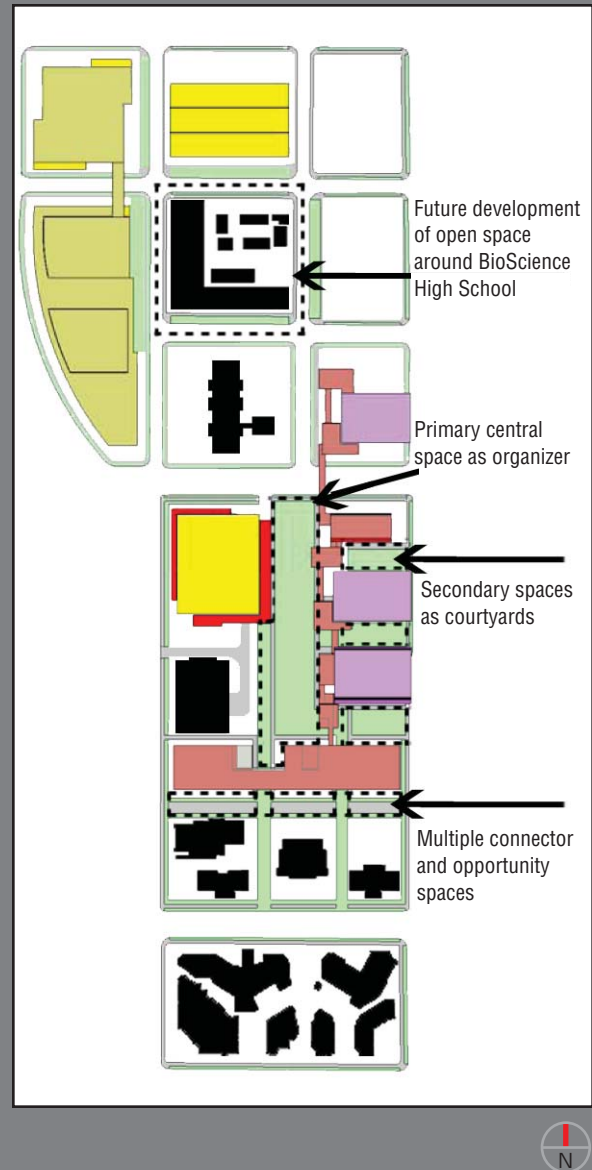 Future development
of open space
around BioScience
High School
Primary central
space as organizer
Secondary spaces
as courtyards
Multiple connector
and opportunity
spaces
N